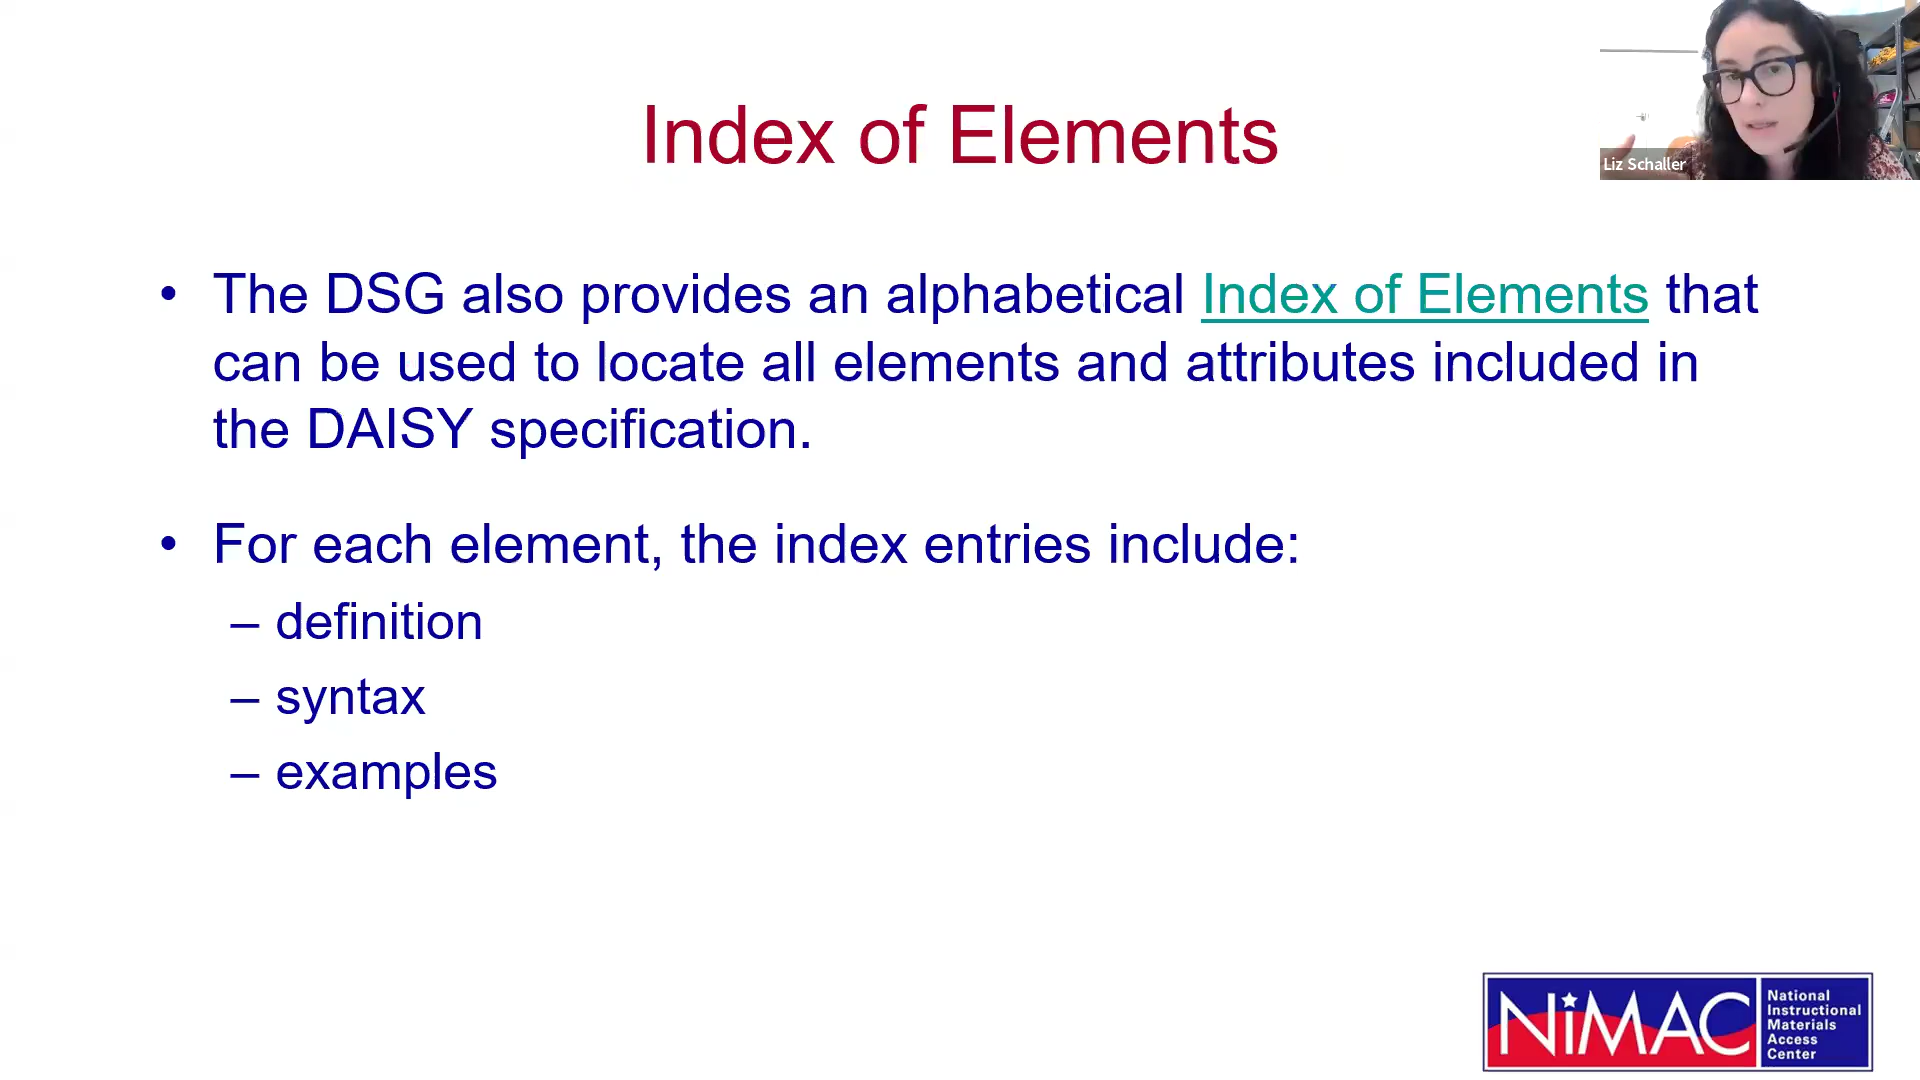 Index of Elements
Liz Schaller
• The DSG also provides an alphabetical Index of Elements that
can be used to locate all elements and attributes included in
the DAISY specification.
• For each element, the index entries include:
– definition
– syntax
– examples
NiMAC
National
Instructional
Materials
Access
Center